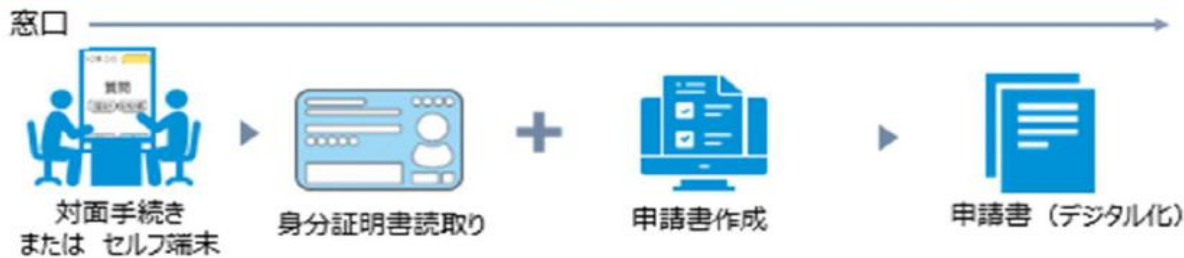 窓口
質問
対面手続き
または セルフ端末
身分証明書読取り
申請書作成
申請書（デジタル化）